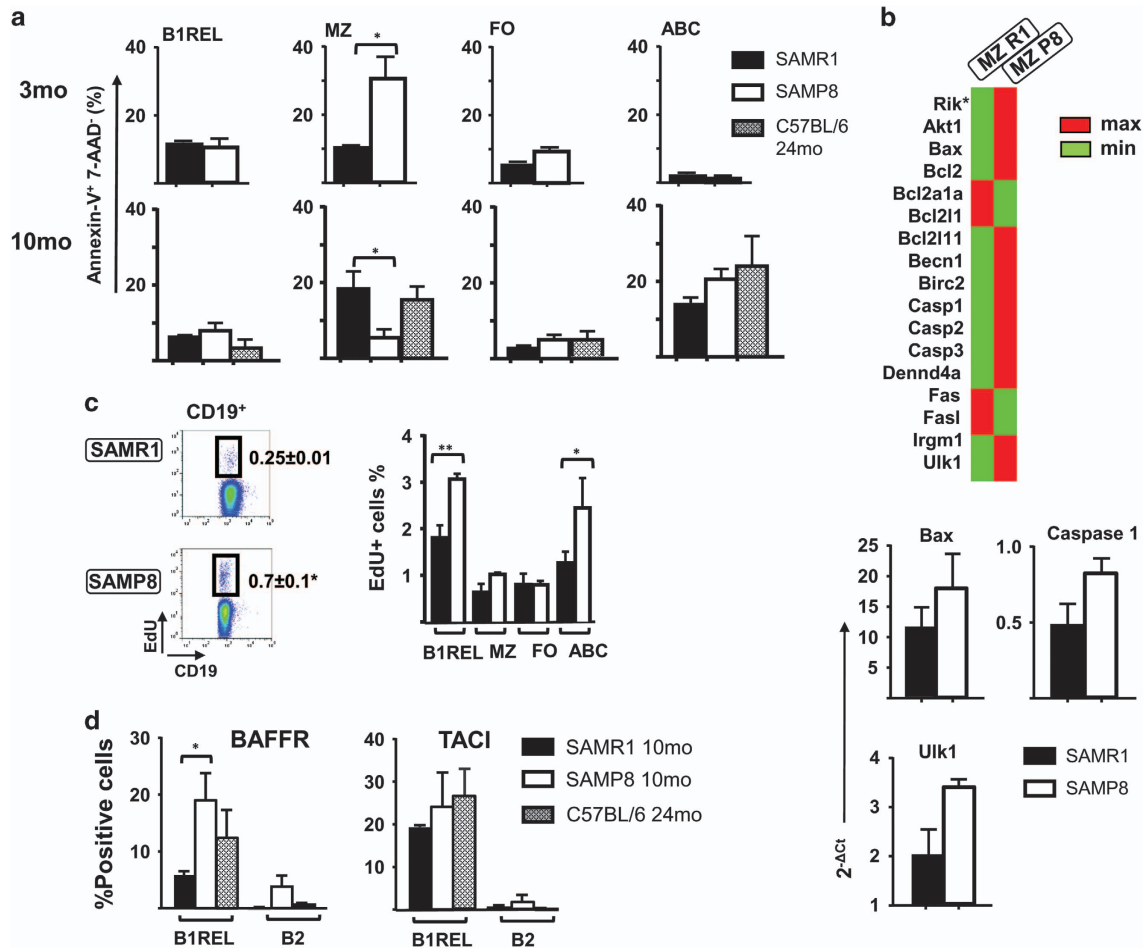 a
B1REL
MZ
FO
ABC
3mo
10mo
Annexin-V⁺ 7-AAD⁻ (%)
40
20
40
20
*
40
20
40
20
SAMR1
SAMP8
C57BL/6
24mo
40
20
40
20
*
40
20
40
20
b
MZ R1
MZ P8
Rik*
Akt1
Bax
Bcl2
Bcl2a1a
Bcl2l1
Bcl2l11
Becn1
Birc2
Casp1
Casp2
Casp3
Dennd4a
Fas
Fasl
Irgm1
Ulk1
max
min
Bax
25
20
15
10
5
Caspase 1
1.0
0.5
Ulk1
4
3
2
1
2-ΔCt
SAMR1
SAMP8
c
CD19⁺
SAMR1
0.25±0.01
SAMP8
0.7±0.1*
EdU
CD19
EdU+ cells %
4
3
2
1
**
*
B1REL
MZ
FO
ABC
d
%Positive cells
BAFFR
30
20
10
*
B1REL
B2
TACI
40
30
20
10
B1REL
B2
SAMR1 10mo
SAMP8 10mo
C57BL/6 24mo